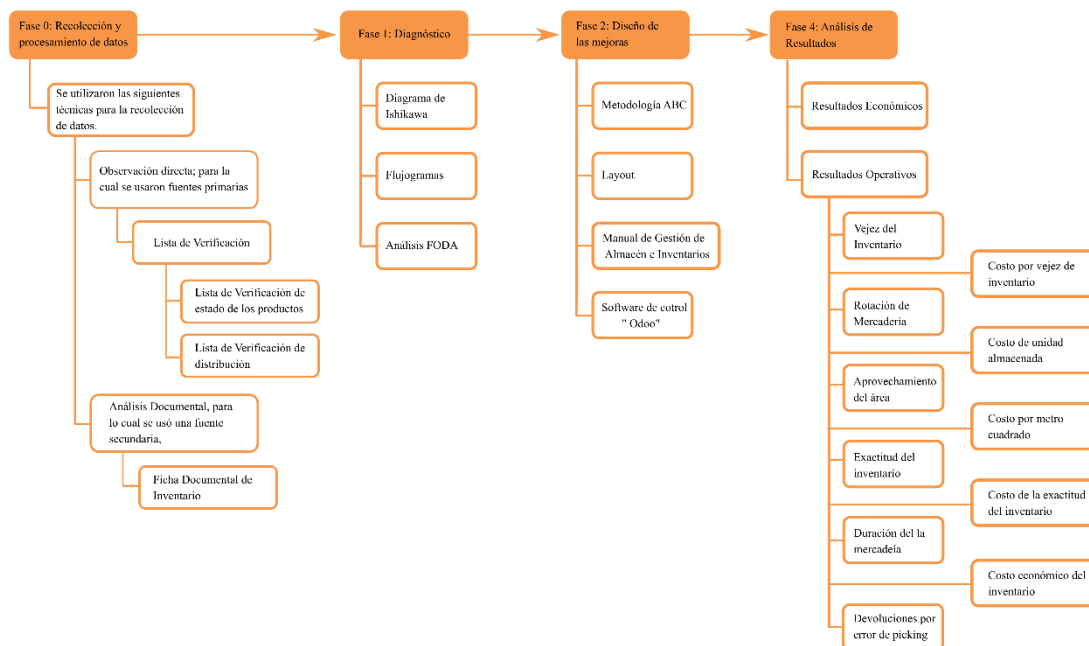 Fase 0: Recolección y
procesamiento de datos
Fase 1: Diagnóstico
Fase 2: Diseño de
las mejoras
Fase 4: Análisis de
Resultados
Se utilizaron las siguientes
técnicas para la recolección
de datos.
Observación directa; para la
cual se usaron fuentes primarias
Lista de Verificación
Lista de Verificación de
estado de los productos
Lista de Verificación de
distribución
Análisis Documental, para
lo cual se usó una fuente
secundaria,
Ficha Documental de
Inventario
Diagrama de
Ishikawa
Flujogramas
Análisis FODA
Metodología ABC
Layout
Manual de Gestión de
Almacén e Inventarios
Software de cotrol
" Odoo"
Resultados Económicos
Resultados Operativos
Vejez del
Inventario
Costo por vejez de
inventario
Rotación de
Mercadería
Costo de unidad
almacenada
Aprovechamiento
del área
Costo por metro
cuadrado
Exactitud del
inventario
Costo de la exactitud
del inventario
Duración del la
mercadeía
Costo económico del
inventario
Devoluciones por
error de picking